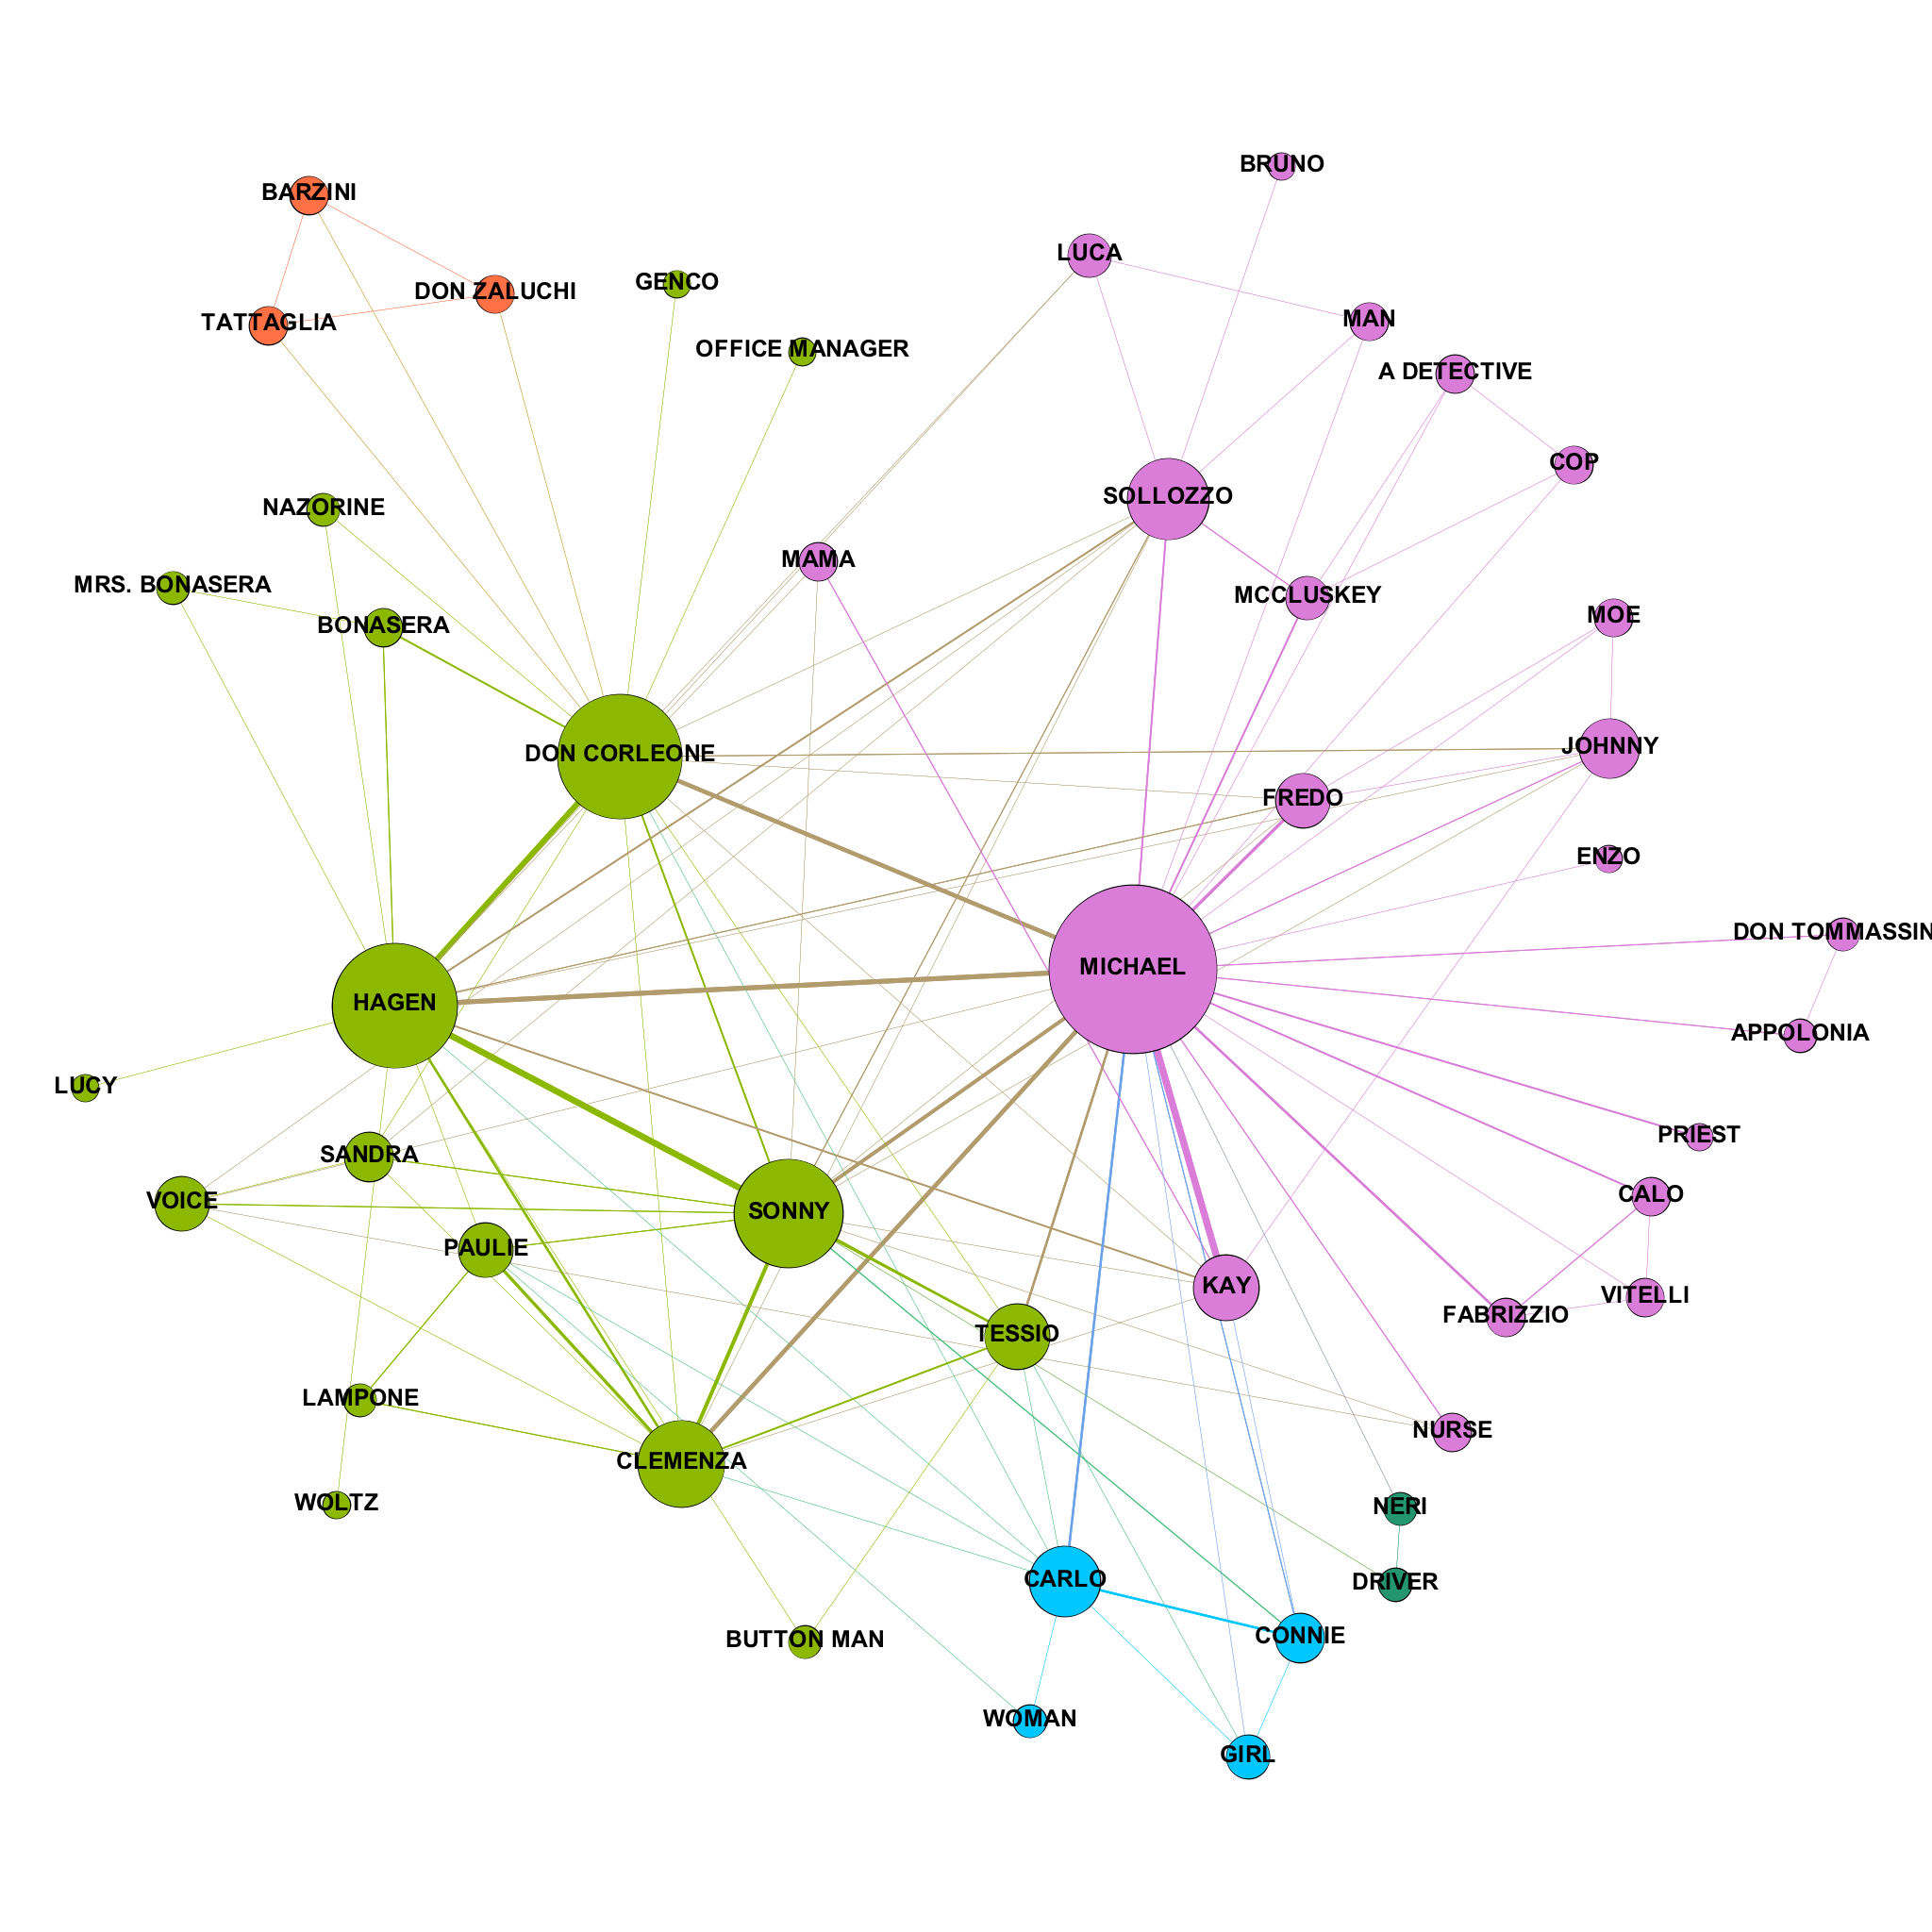 BRUNO
BARZINI
LUCA
GENCO
DON ZALUCHI
MAN
TATTAGLIA
OFFICE MANAGER
A DETECTIVE
COP
SOLLOZZO
NAZORINE
MAMA
MRS. BONASERA
MCCLUSKEY
MOE
BONASERA
JOHNNY
DON CORLEONE
FREDO
ENZO
DON TOMMASSIN
MICHAEL
HAGEN
APPOLONIA
LUCY
PRIEST
SANDRA
CALO
VOICE
SONNY
PAULIE
KAY
VITELLI
FABRIZZIO
TESSIO
LAMPONE
NURSE
CLEMENZA
WOLTZ
NERI
CARLO
DRIVER
CONNIE
BUTTON MAN
WOMAN
GIRL